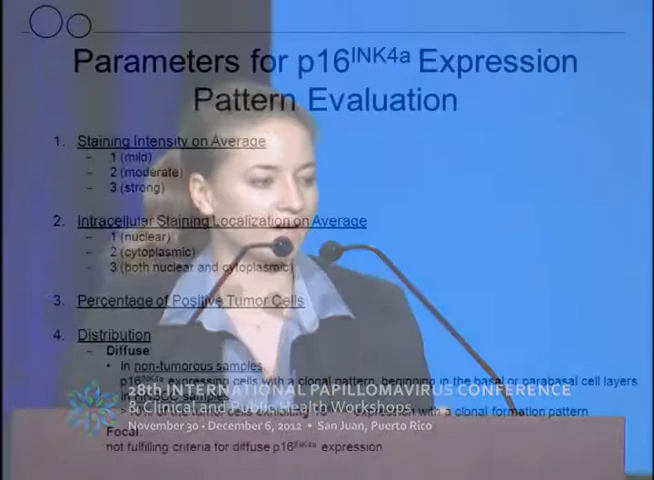 Parameters for p16INK4a Expression
Pattern Evaluation
1. Staining Intensity on Average
- 1 (mild)
- 2 (moderate)
- 3 (strong)
2. Intracellular Staining Localization on Average
- 1 (nuclear)
- 2 (cytoplasmic)
- 3 (both nuclear and cytoplasmic)
3. Percentage of Positive Tumor Cells
4. Distribution
- Diffuse
• In non-tumorous samples
p16INK4a expressing cells with a clonal pattern, beginning in the basal or parabasal cell layers
28th INTERNATIONAL PAPILLOMAVIRUS CONFERENCE
• In HNSCC samples
& Clinical and Public Health Workshops
expression with a clonal formation pattern
November 30 - December 6, 2012 • San Juan, Puerto Rico
Focal
not fulfilling criteria for diffuse p16INK4a expression